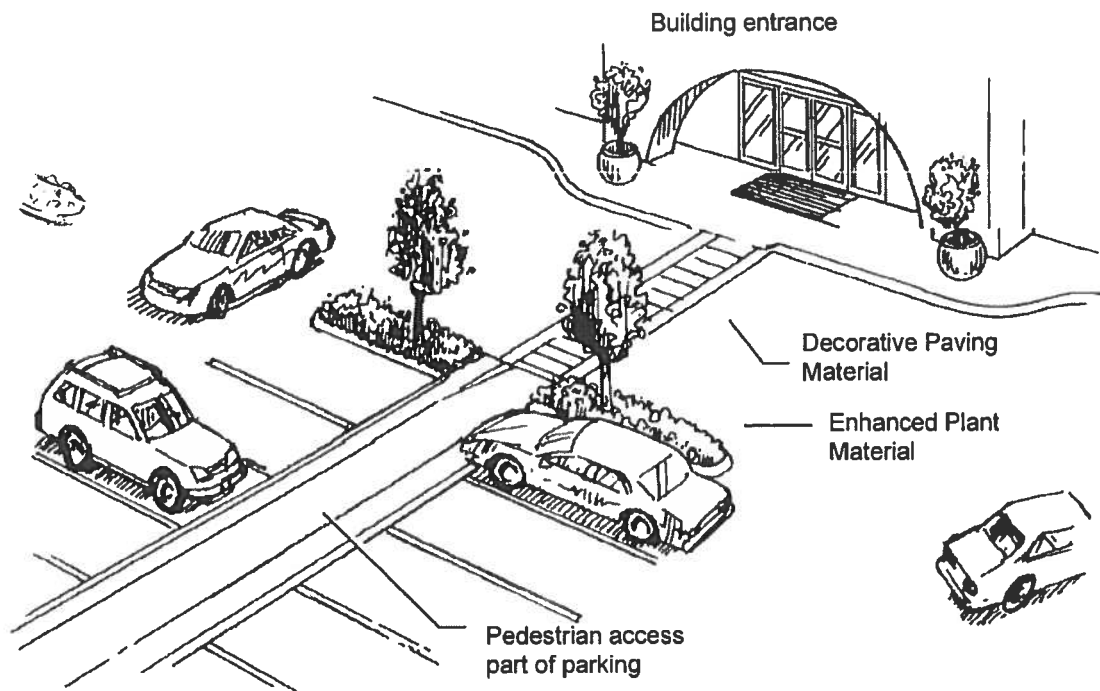 Building entrance
Decorative Paving
Material
Enhanced Plant
Material
Pedestrian access
part of parking